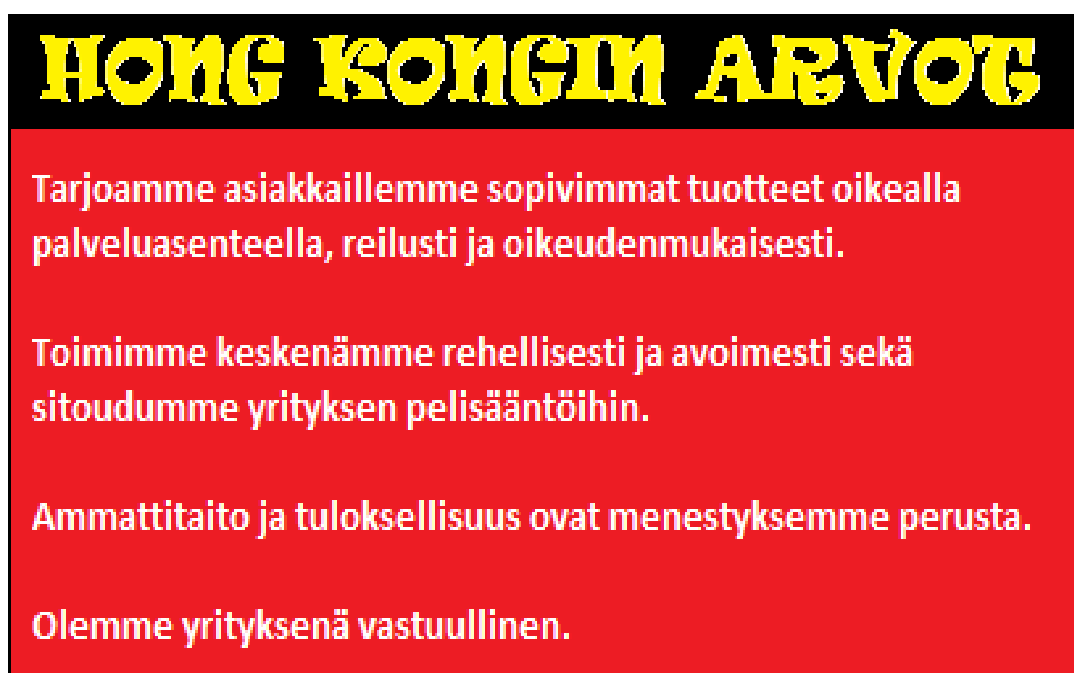 HONG KONGIN ARVOT
Tarjoamme asiakkaillemme sopivimmat tuotteet oikealla
palveluasenteella, reilusti ja oikeudenmukaisesti.
Toimimme keskenämme rehellisesti ja avoimesti sekä
sitoudumme yrityksen pelisääntöihin.
Ammattitaito ja tuloksellisuus ovat menestyksemme perusta.
Olemme yrityksenä vastuullinen.